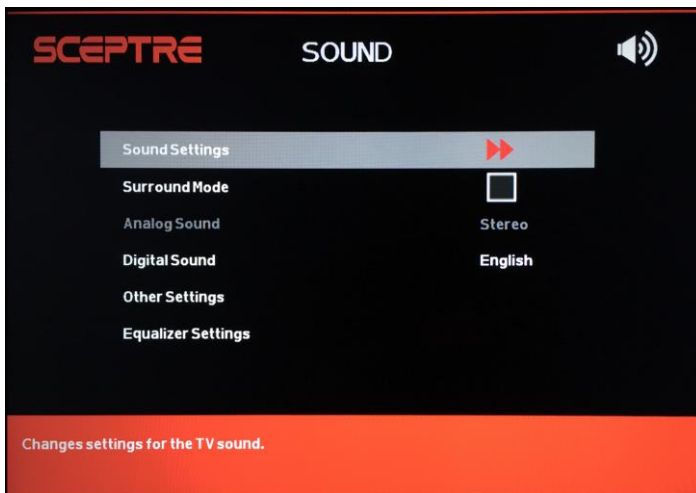 SCEPTRE SOUND
Sound Settings
Surround Mode
Analog Sound Stereo
Digital Sound English
Other Settings
Equalizer Settings
Changes settings for the TV sound.